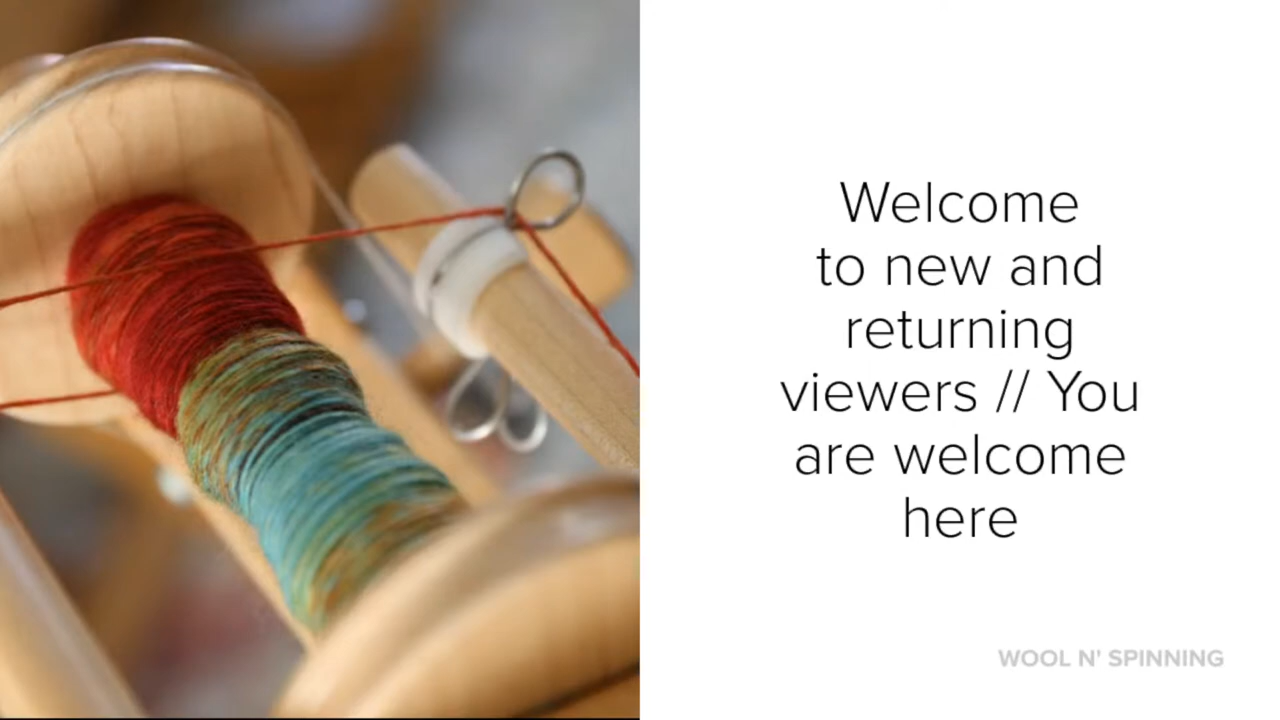 Welcome
to new and
returning
viewers // You
are welcome
here
WOOL N' SPINNING